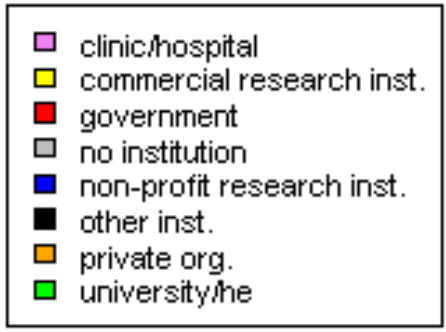 clinic/hospital
commercial research inst.
government
no institution
non-profit research inst.
other inst.
private org.
university/he